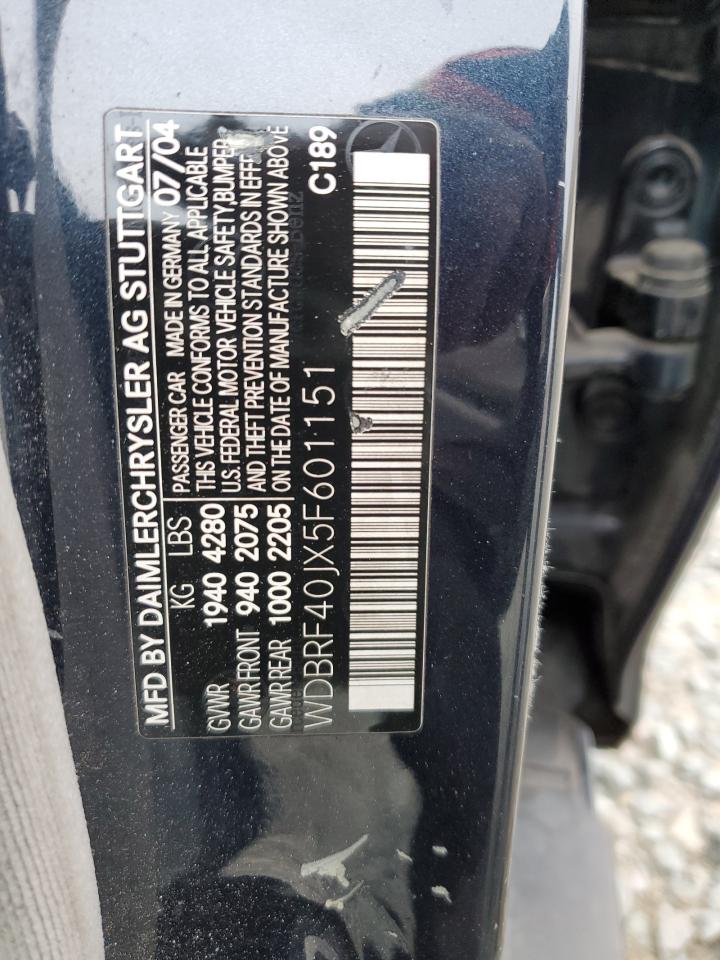 MFD BY DAIMLERCHRYSLER AG STUTTGART
KG LBS PASSENGER CAR MADE IN GERMANY 07/04
GVWR 1940 4280 THIS VEHICLE CONFORMS TO ALL APPLICABLE
U.S. FEDERAL MOTOR VEHICLE SAFETY,BUMPER
GAWR FRONT 940 2075 AND THEFT PREVENTION STANDARDS IN EFF
GAWR REAR 1000 2205 ON THE DATE OF MANUFACTURE SHOWN ABOVE
WDBRF40JX5F601151 C189